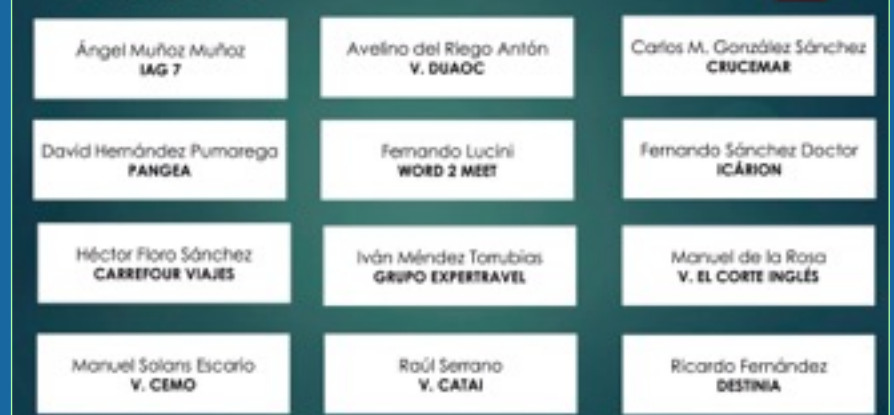 Ángel Muñoz Muñoz
IAG 7
Avelino del Riego Antón
V. DUAOC
Carlos M. González Sánchez
CRUCEMAR
David Hernández Pumarega
PANGEA
Fernando Lucini
WORD 2 MEET
Fernando Sánchez Doctor
ICÁRION
Héctor Floro Sánchez
CARREFOUR VIAJES
Iván Méndez Torrubias
GRUPO EXPERTRAVEL
Manuel de la Rosa
V. EL CORTE INGLÉS
Manuel Solans Escario
V. CEMO
Raúl Serrano
V. CATAI
Ricardo Fernández
DESTINIA